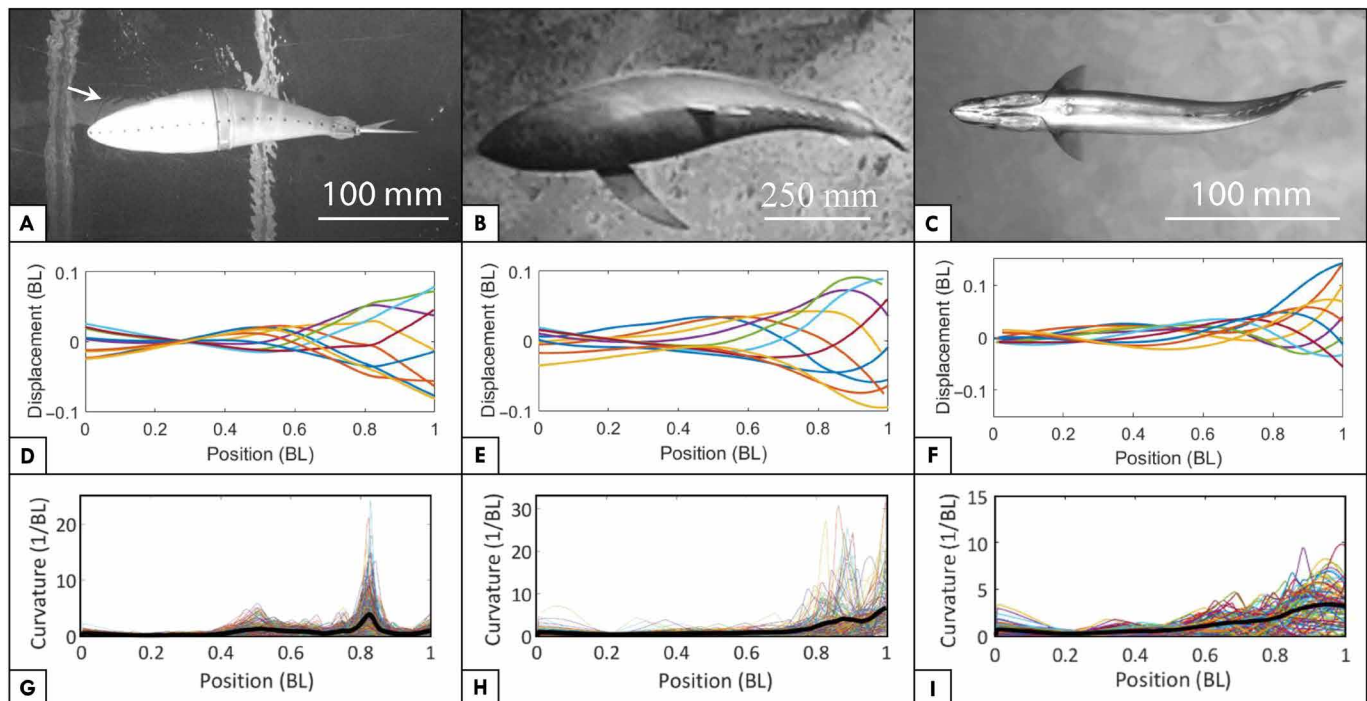 100 mm
A
250 mm
B
100 mm
C
Displacement (BL)
0.1
0
−0.1
0
0.2
0.4
0.6
0.8
1
Position (BL)
D
Displacement (BL)
0.1
0
−0.1
0
0.2
0.4
0.6
0.8
1
Position (BL)
E
Displacement (BL)
0.1
0
−0.1
0
0.2
0.4
0.6
0.8
1
Position (BL)
F
Curvature (1/BL)
20
10
0
0
0.2
0.4
0.6
0.8
1
Position (BL)
G
Curvature (1/BL)
30
20
10
0
0
0.2
0.4
0.6
0.8
1
Position (BL)
H
Curvature (1/BL)
15
10
5
0
0
0.2
0.4
0.6
0.8
1
Position (BL)
I